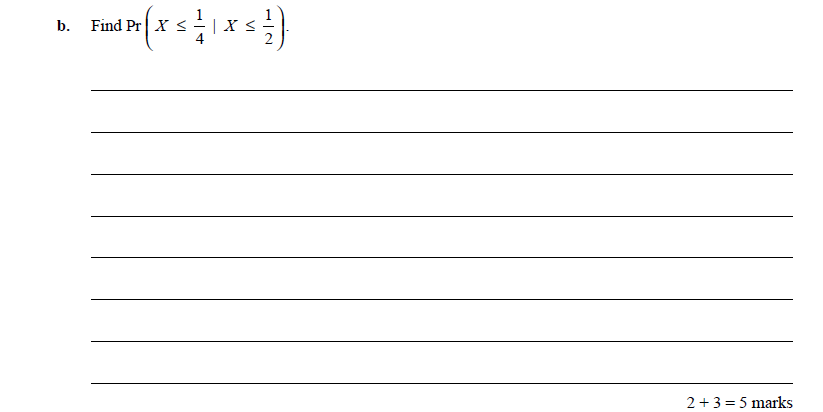 b. Find Pr(X ≤ 1/4 | X ≤ 1/2).
2 + 3 = 5 marks